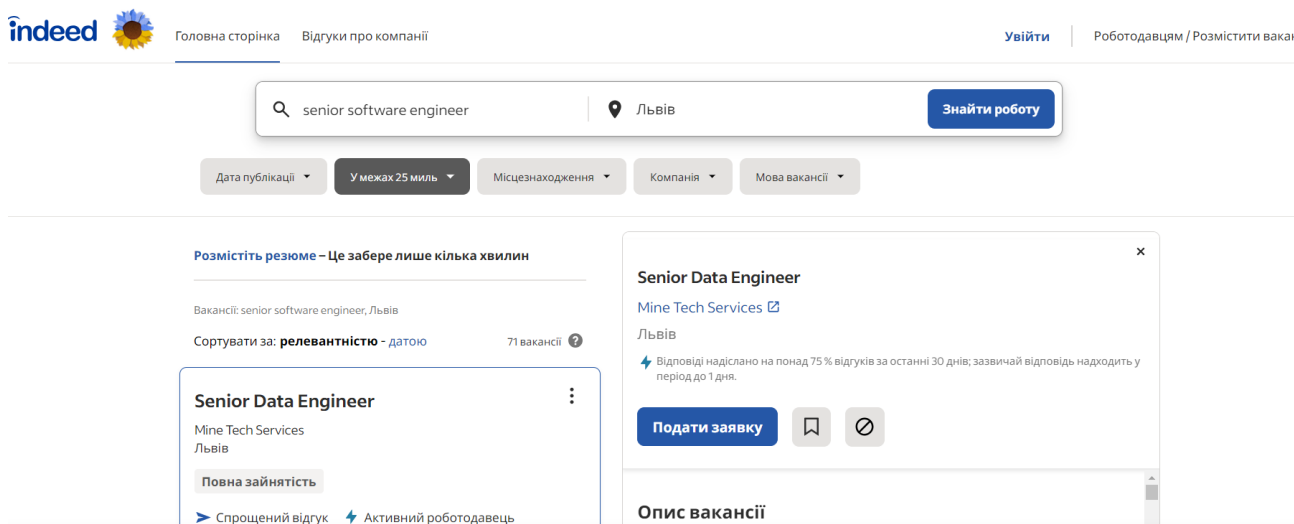 indeed
Головна сторінка
Відгуки про компанії
Увійти
Роботодавцям / Розмістити
senior software engineer
Львів
Знайти роботу
Дата публікації
У межах 25 миль
Місцезнаходження
Компанія
Мова вакансії
Розмістіть резюме – Це забере лише кілька хвилин
Вакансії: senior software engineer, Львів
Сортувати за: релевантністю - датою
71 вакансії
Senior Data Engineer
Mine Tech Services
Львів
Повна зайнятість
Спрощений відгук
Активний роботодавець
Senior Data Engineer
Mine Tech Services
Львів
Відповіді надіслано на понад 75 % відгуків за останні 30 днів; зазвичай відповідь надходить у
період до 1 дня.
Подати заявку
Опис вакансії